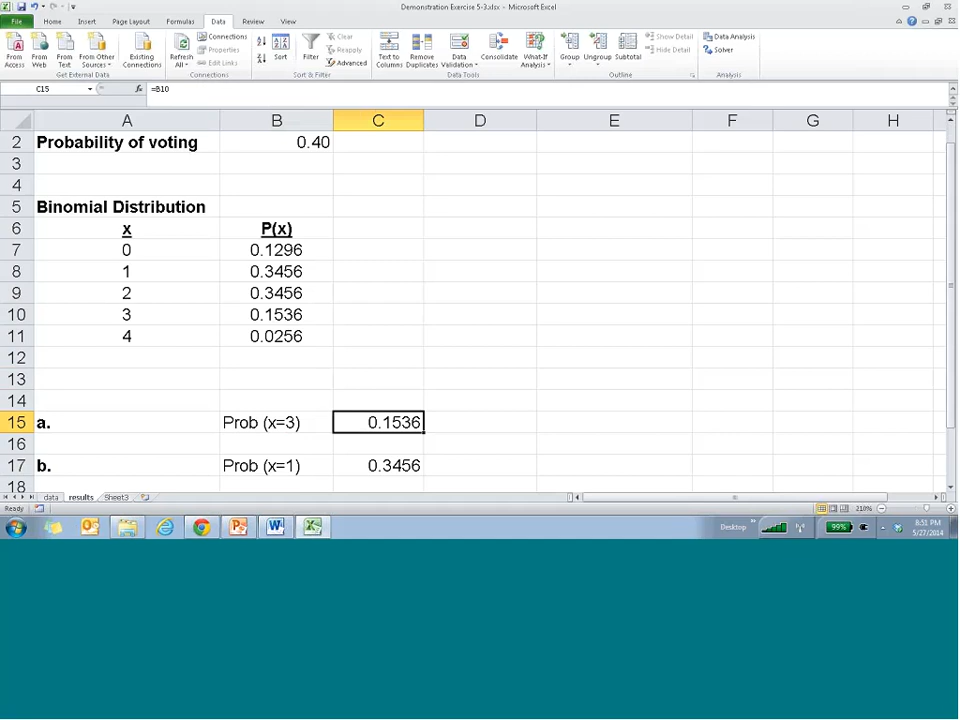 Demonstration Exercise 5-3.xlsx - Microsoft Excel
File Home Insert Page Layout Formulas Data Review View
From Access
From Web
From Text
From Other Sources
Existing Connections
Get External Data
Refresh All
Connections
Properties
Edit Links
Connections
Sort
Filter
Clear
Reapply
Advanced
Sort & Filter
Text to Columns
Remove Duplicates
Data Validation
Consolidate
What-If Analysis
Data Tools
Group
Ungroup
Subtotal
Show Detail
Hide Detail
Outline
Data Analysis
Solver
Analysis
C15 fx =B10
A B C D E F G H
2 Probability of voting 0.40
3
4
5 Binomial Distribution
6 x P(x)
7 0 0.1296
8 1 0.3456
9 2 0.3456
10 3 0.1536
11 4 0.0256
12
13
14
15 a. Prob (x=3) 0.1536
16
17 b. Prob (x=1) 0.3456
18
data results Sheet3
Ready 210%
Desktop 99% 8:51 PM
5/27/2014